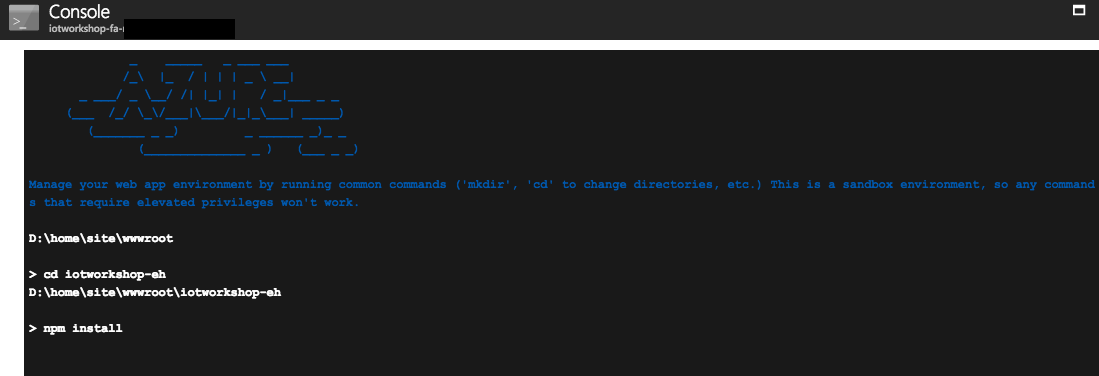 Console
iotworkshop-fa-
AZURE
Manage your web app environment by running common commands ('mkdir', 'cd' to change directories, etc.) This is a sandbox environment, so any command
s that require elevated privileges won't work.
D:\home\site\wwwroot
> cd iotworkshop-eh
D:\home\site\wwwroot\iotworkshop-eh
> npm install